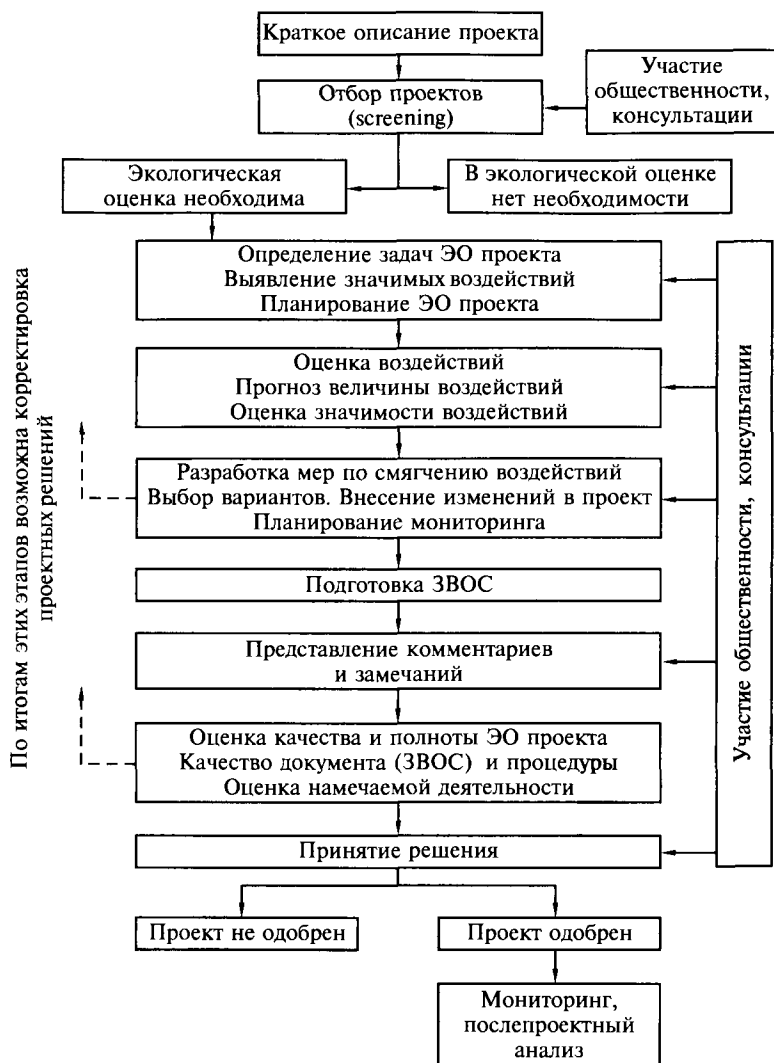 Краткое описание проекта
Отбор проектов
(screening)
Участие
общественности,
консультации
Экологическая
оценка необходима
В экологической оценке
нет необходимости
Определение задач ЭО проекта
Выявление значимых воздействий
Планирование ЭО проекта
Оценка воздействий
Прогноз величины воздействий
Оценка значимости воздействий
Разработка мер по смягчению воздействий
Выбор вариантов. Внесение изменений в проект
Планирование мониторинга
Подготовка ЗВОС
Представление комментариев
и замечаний
Оценка качества и полноты ЭО проекта
Качество документа (ЗВОС) и процедуры
Оценка намечаемой деятельности
Принятие решения
Проект не одобрен
Проект одобрен
Мониторинг,
послепроектный
анализ
По итогам этих этапов возможна корректировка
проектных решений
Участие общественности, консультации